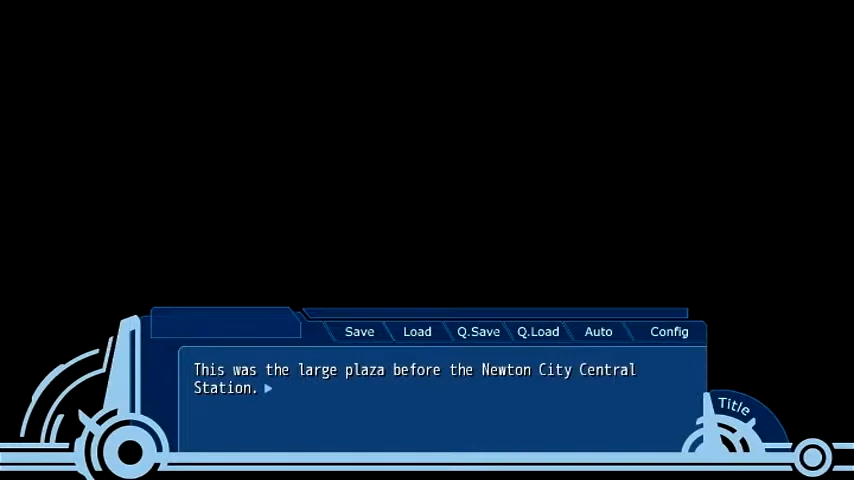 Save Load Q.Save Q.Load Auto Config
This was the large plaza before the Newton City Central
Station.
Title